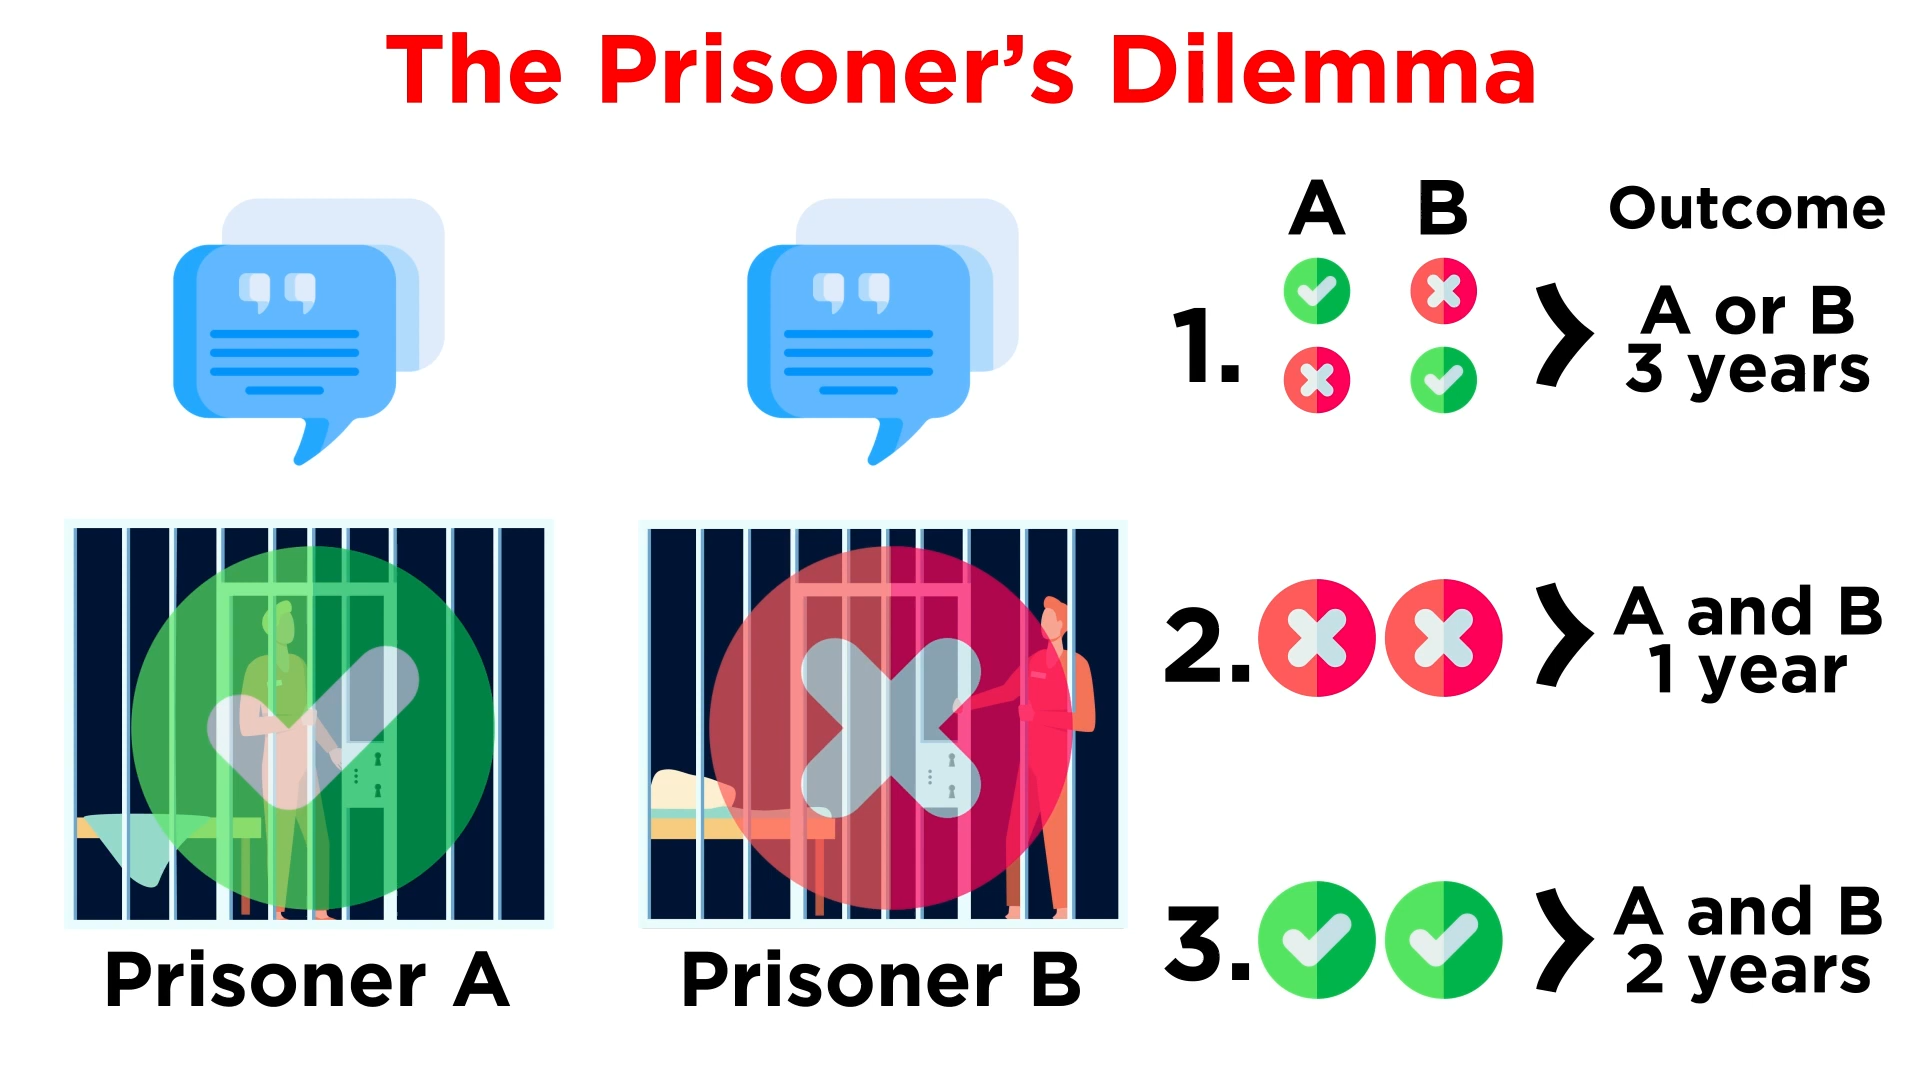 The Prisoner’s Dilemma
A B Outcome
1. A or B
3 years
2. A and B
1 year
3. A and B
2 years
Prisoner A
Prisoner B